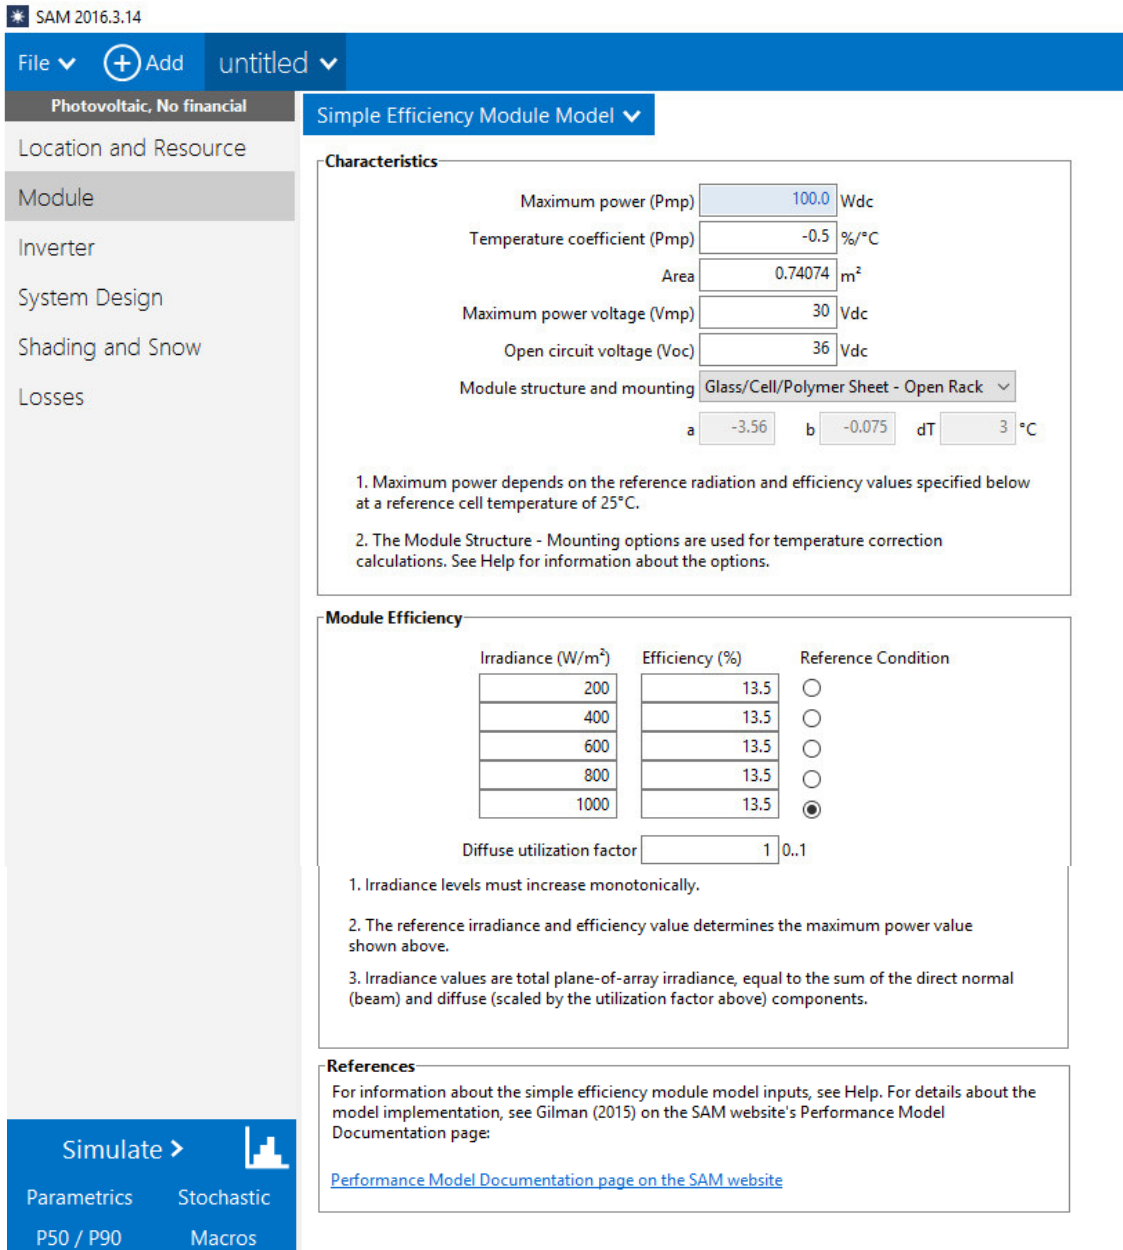 SAM 2016.3.14
File Add untitled
Photovoltaic, No financial
Location and Resource
Module
Inverter
System Design
Shading and Snow
Losses
Simple Efficiency Module Model
Characteristics
Maximum power (Pmp) 100.0 Wdc
Temperature coefficient (Pmp) -0.5 %/°C
Area 0.74074 m²
Maximum power voltage (Vmp) 30 Vdc
Open circuit voltage (Voc) 36 Vdc
Module structure and mounting Glass/Cell/Polymer Sheet - Open Rack
a -3.56 b -0.075 dT 3 °C
1. Maximum power depends on the reference radiation and efficiency values specified below
at a reference cell temperature of 25°C.
2. The Module Structure - Mounting options are used for temperature correction
calculations. See Help for information about the options.
Module Efficiency
Irradiance (W/m²) Efficiency (%) Reference Condition
200 13.5
400 13.5
600 13.5
800 13.5
1000 13.5
Diffuse utilization factor 1 0..1
1. Irradiance levels must increase monotonically.
2. The reference irradiance and efficiency value determines the maximum power value
shown above.
3. Irradiance values are total plane-of-array irradiance, equal to the sum of the direct normal
(beam) and diffuse (scaled by the utilization factor above) components.
References
For information about the simple efficiency module model inputs, see Help. For details about the
model implementation, see Gilman (2015) on the SAM website's Performance Model
Documentation page:
Performance Model Documentation page on the SAM website
Simulate >
Parametrics Stochastic
P50 / P90 Macros